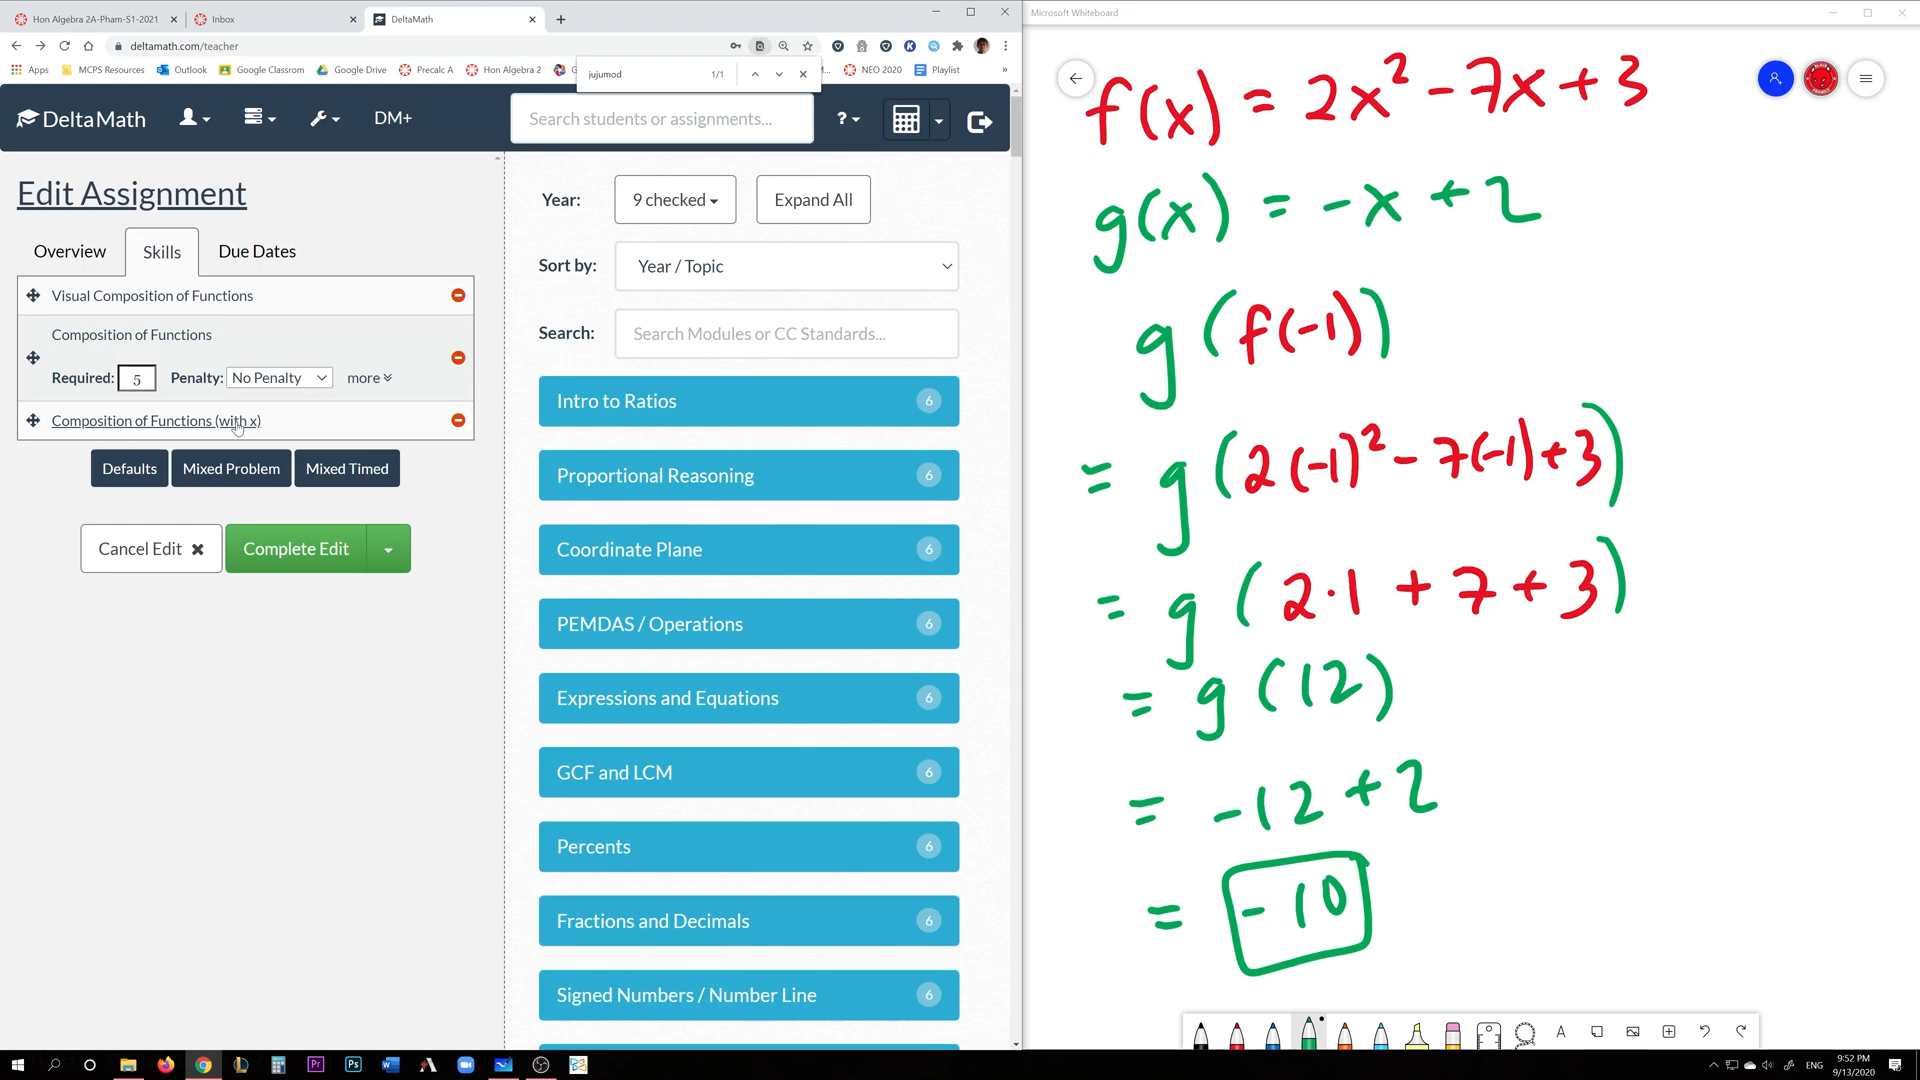 Hon Algebra 2A-Pham-S1-2021
Inbox
DeltaMath
deltamath.com/teacher
Apps
MCPS Resources
Outlook
Google Classrom
Google Drive
Precalc A
Hon Algebra 2
NEO 2020
Playlist
jujumod 1/1
DeltaMath
DM+
Search students or assignments...
?
Edit Assignment
Overview
Skills
Due Dates
Visual Composition of Functions
Composition of Functions
Required: 5 Penalty: No Penalty more
Composition of Functions (with x)
Defaults
Mixed Problem
Mixed Timed
Cancel Edit
Complete Edit
Year: 9 checked Expand All
Sort by: Year / Topic
Search: Search Modules or CC Standards...
Intro to Ratios 6
Proportional Reasoning 6
Coordinate Plane 6
PEMDAS / Operations 6
Expressions and Equations 6
GCF and LCM 6
Percents 6
Fractions and Decimals 6
Signed Numbers / Number Line 6
Microsoft Whiteboard
f(x) = 2x² - 7x + 3
g(x) = -x + 2
g(f(-1))
= g(2(-1)² - 7(-1) + 3)
= g(2·1 + 7 + 3)
= g(12)
= -12 + 2
= -10
ENG
9:52 PM
9/13/2020